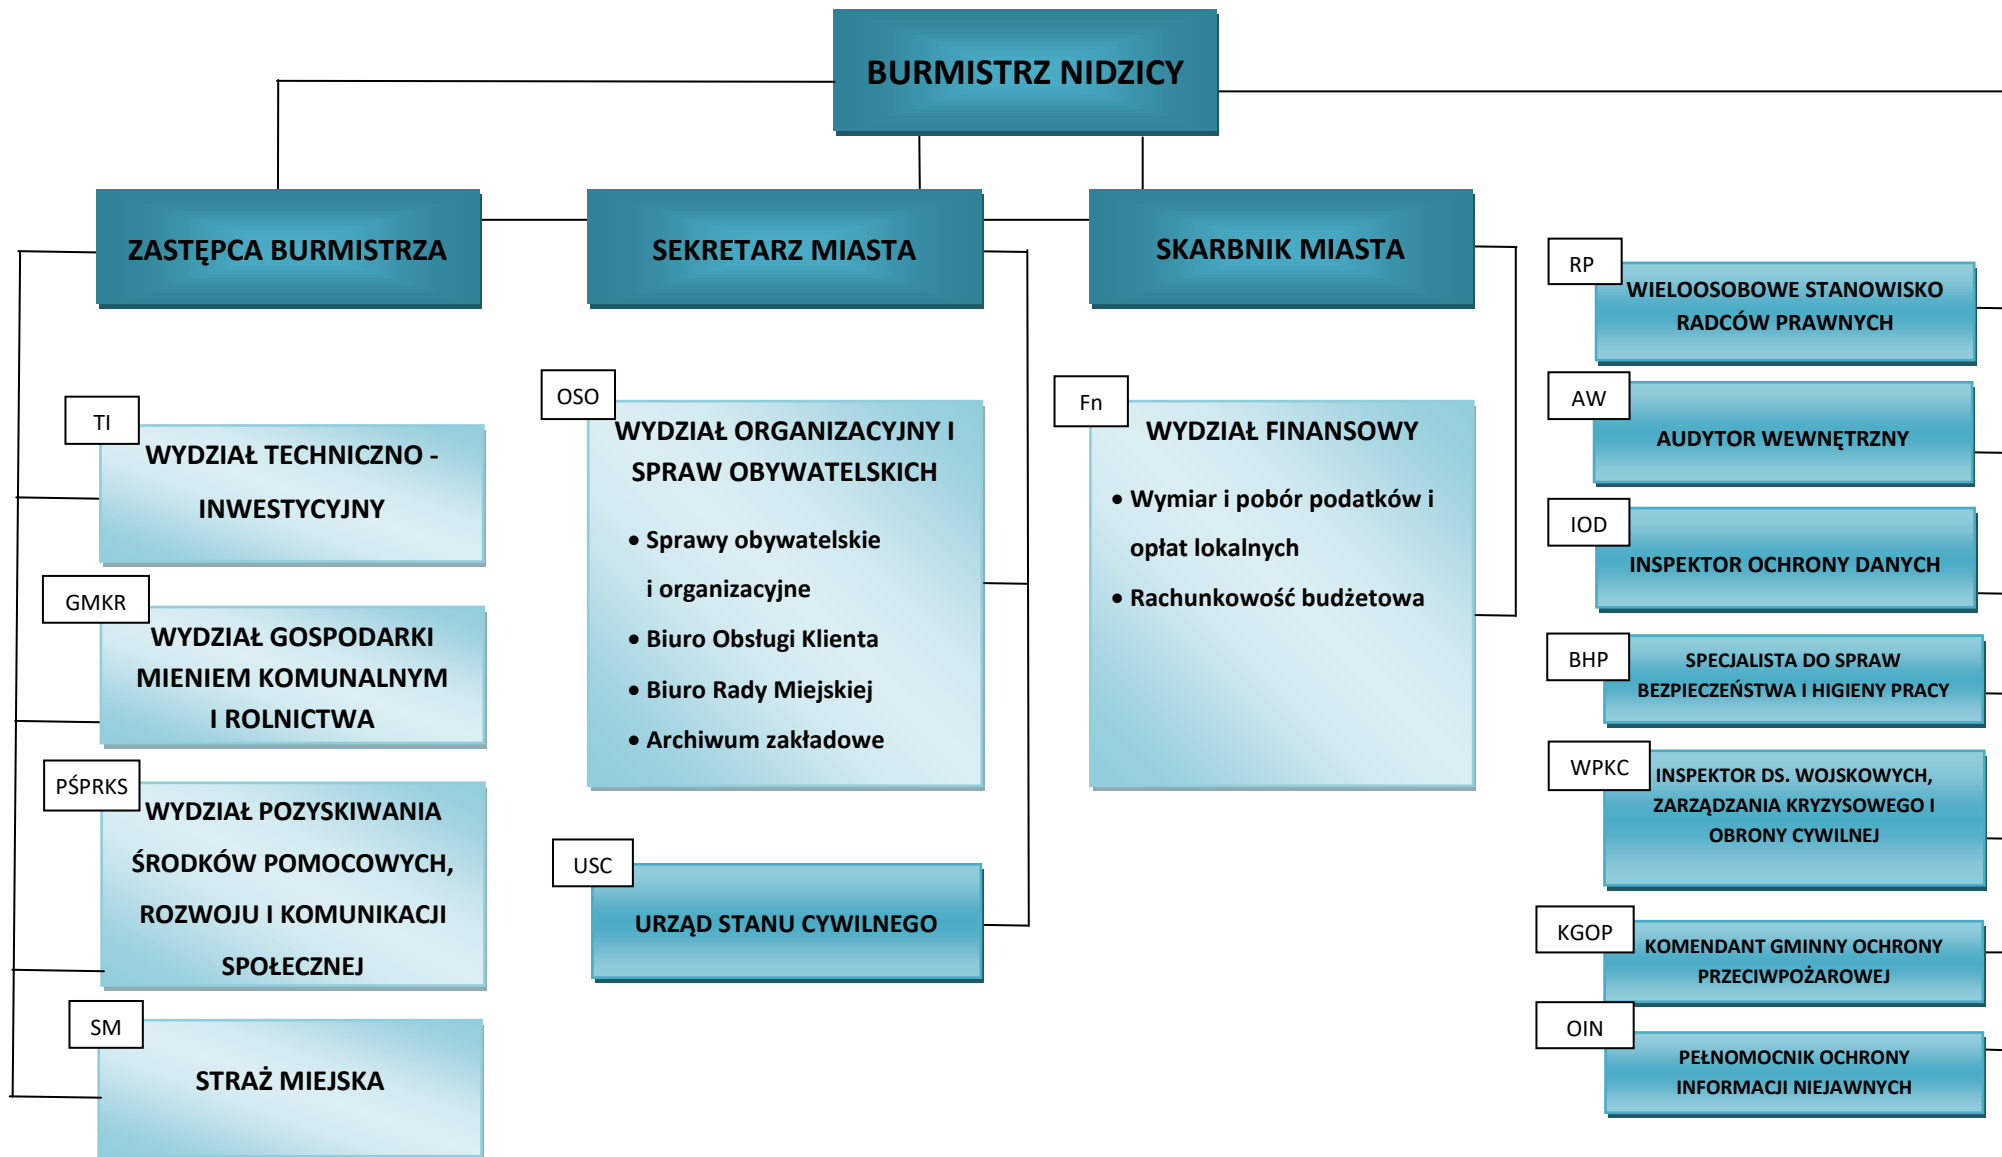 BURMISTRZ NIDZICY
ZASTĘPCA BURMISTRZA
SEKRETARZ MIASTA
SKARBNIK MIASTA
TI
WYDZIAŁ TECHNICZNO -
INWESTYCYJNY
GMKR
WYDZIAŁ GOSPODARKI
MIENIEM KOMUNALNYM
I ROLNICTWA
PŚPRKS
WYDZIAŁ POZYSKIWANIA
ŚRODKÓW POMOCOWYCH,
ROZWOJU I KOMUNIKACJI
SPOŁECZNEJ
SM
STRAŻ MIEJSKA
OSO
WYDZIAŁ ORGANIZACYJNY I
SPRAW OBYWATELSKICH
• Sprawy obywatelskie
i organizacyjne
• Biuro Obsługi Klienta
• Biuro Rady Miejskiej
• Archiwum zakładowe
USC
URZĄD STANU CYWILNEGO
Fn
WYDZIAŁ FINANSOWY
• Wymiar i pobór podatków i
opłat lokalnych
• Rachunkowość budżetowa
RP
WIELOOSOBOWE STANOWISKO
RADCÓW PRAWNYCH
AW
AUDYTOR WEWNĘTRZNY
IOD
INSPEKTOR OCHRONY DANYCH
BHP
SPECJALISTA DO SPRAW
BEZPIECZEŃSTWA I HIGIENY PRACY
WPKC
INSPEKTOR DS. WOJSKOWYCH,
ZARZĄDZANIA KRYZYSOWEGO I
OBRONY CYWILNEJ
KGOP
KOMENDANT GMINNY OCHRONY
PRZECIWPOŻAROWEJ
OIN
PEŁNOMOCNIK OCHRONY
INFORMACJI NIEJAWNYCH